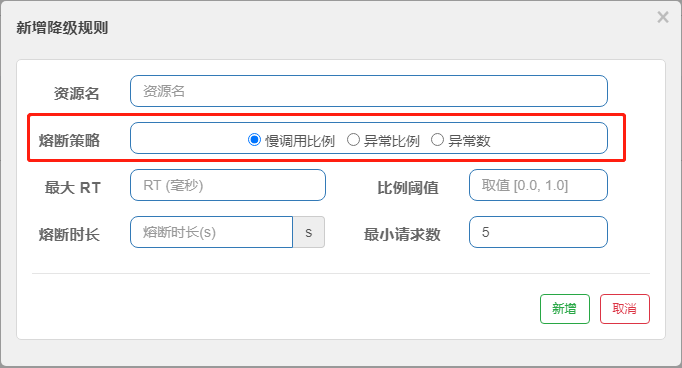 新增降级规则 ×
资源名 资源名
熔断策略 慢调用比例 异常比例 异常数
最大 RT RT (毫秒) 比例阈值 取值 [0.0, 1.0]
熔断时长 熔断时长(s) s 最小请求数 5
新增 取消